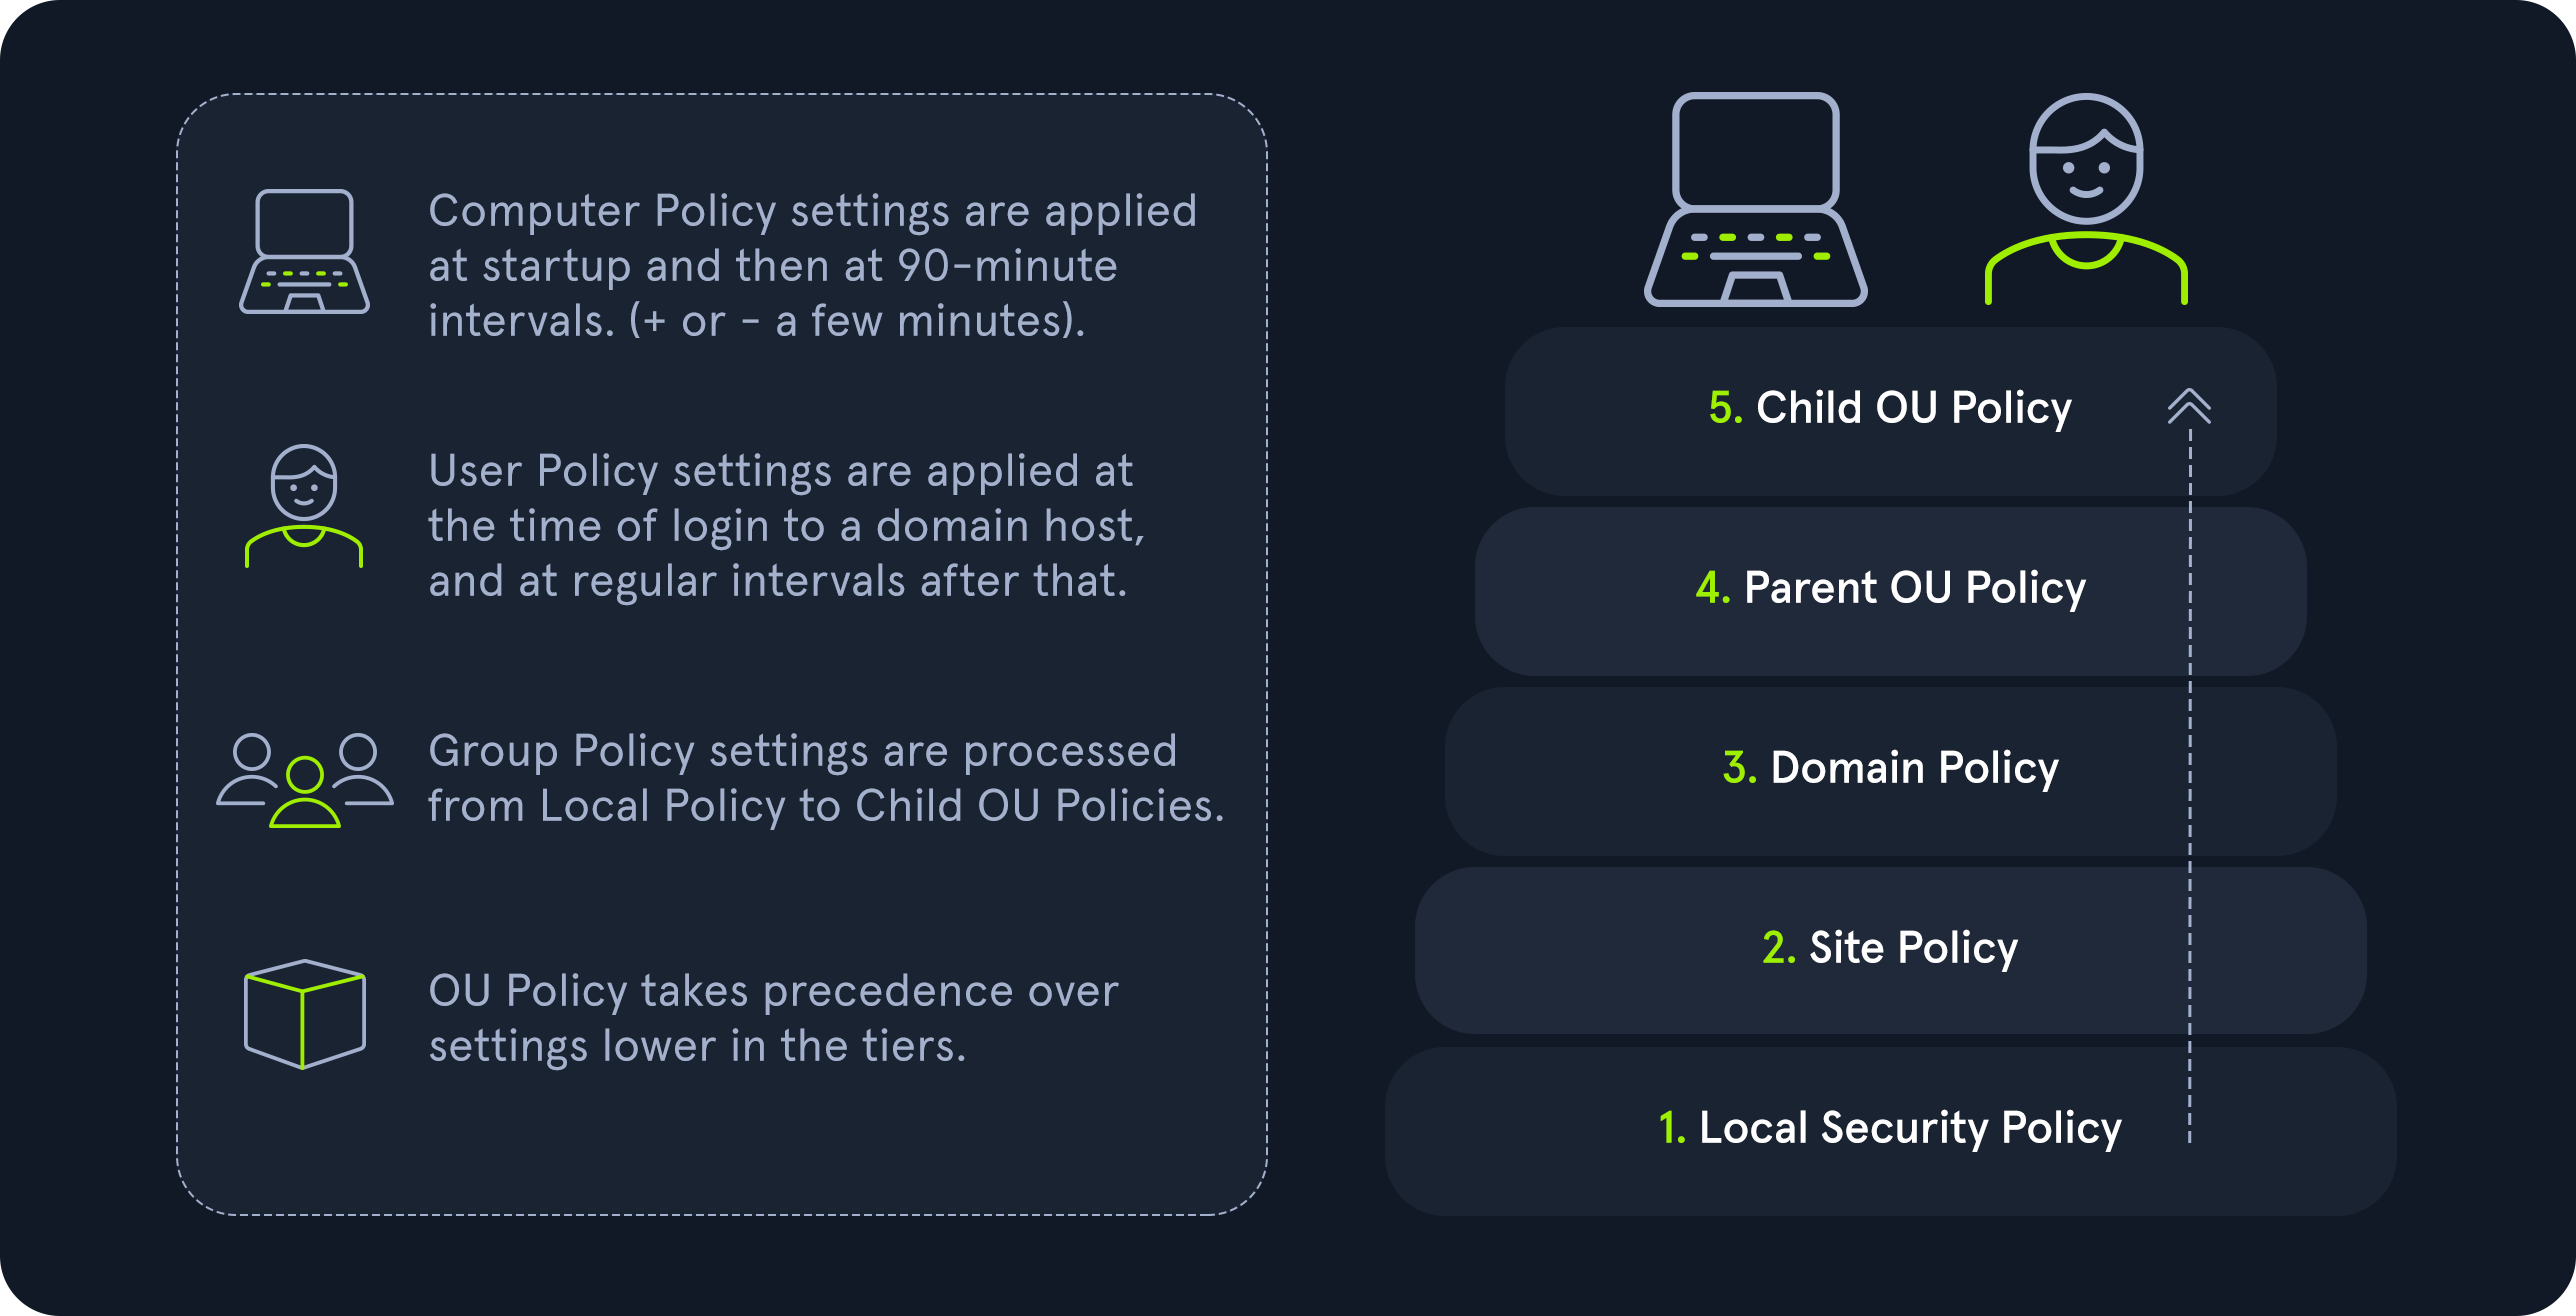 Computer Policy settings are applied
at startup and then at 90-minute
intervals. (+ or - a few minutes).
User Policy settings are applied at
the time of login to a domain host,
and at regular intervals after that.
Group Policy settings are processed
from Local Policy to Child OU Policies.
OU Policy takes precedence over
settings lower in the tiers.
5. Child OU Policy
4. Parent OU Policy
3. Domain Policy
2. Site Policy
1. Local Security Policy